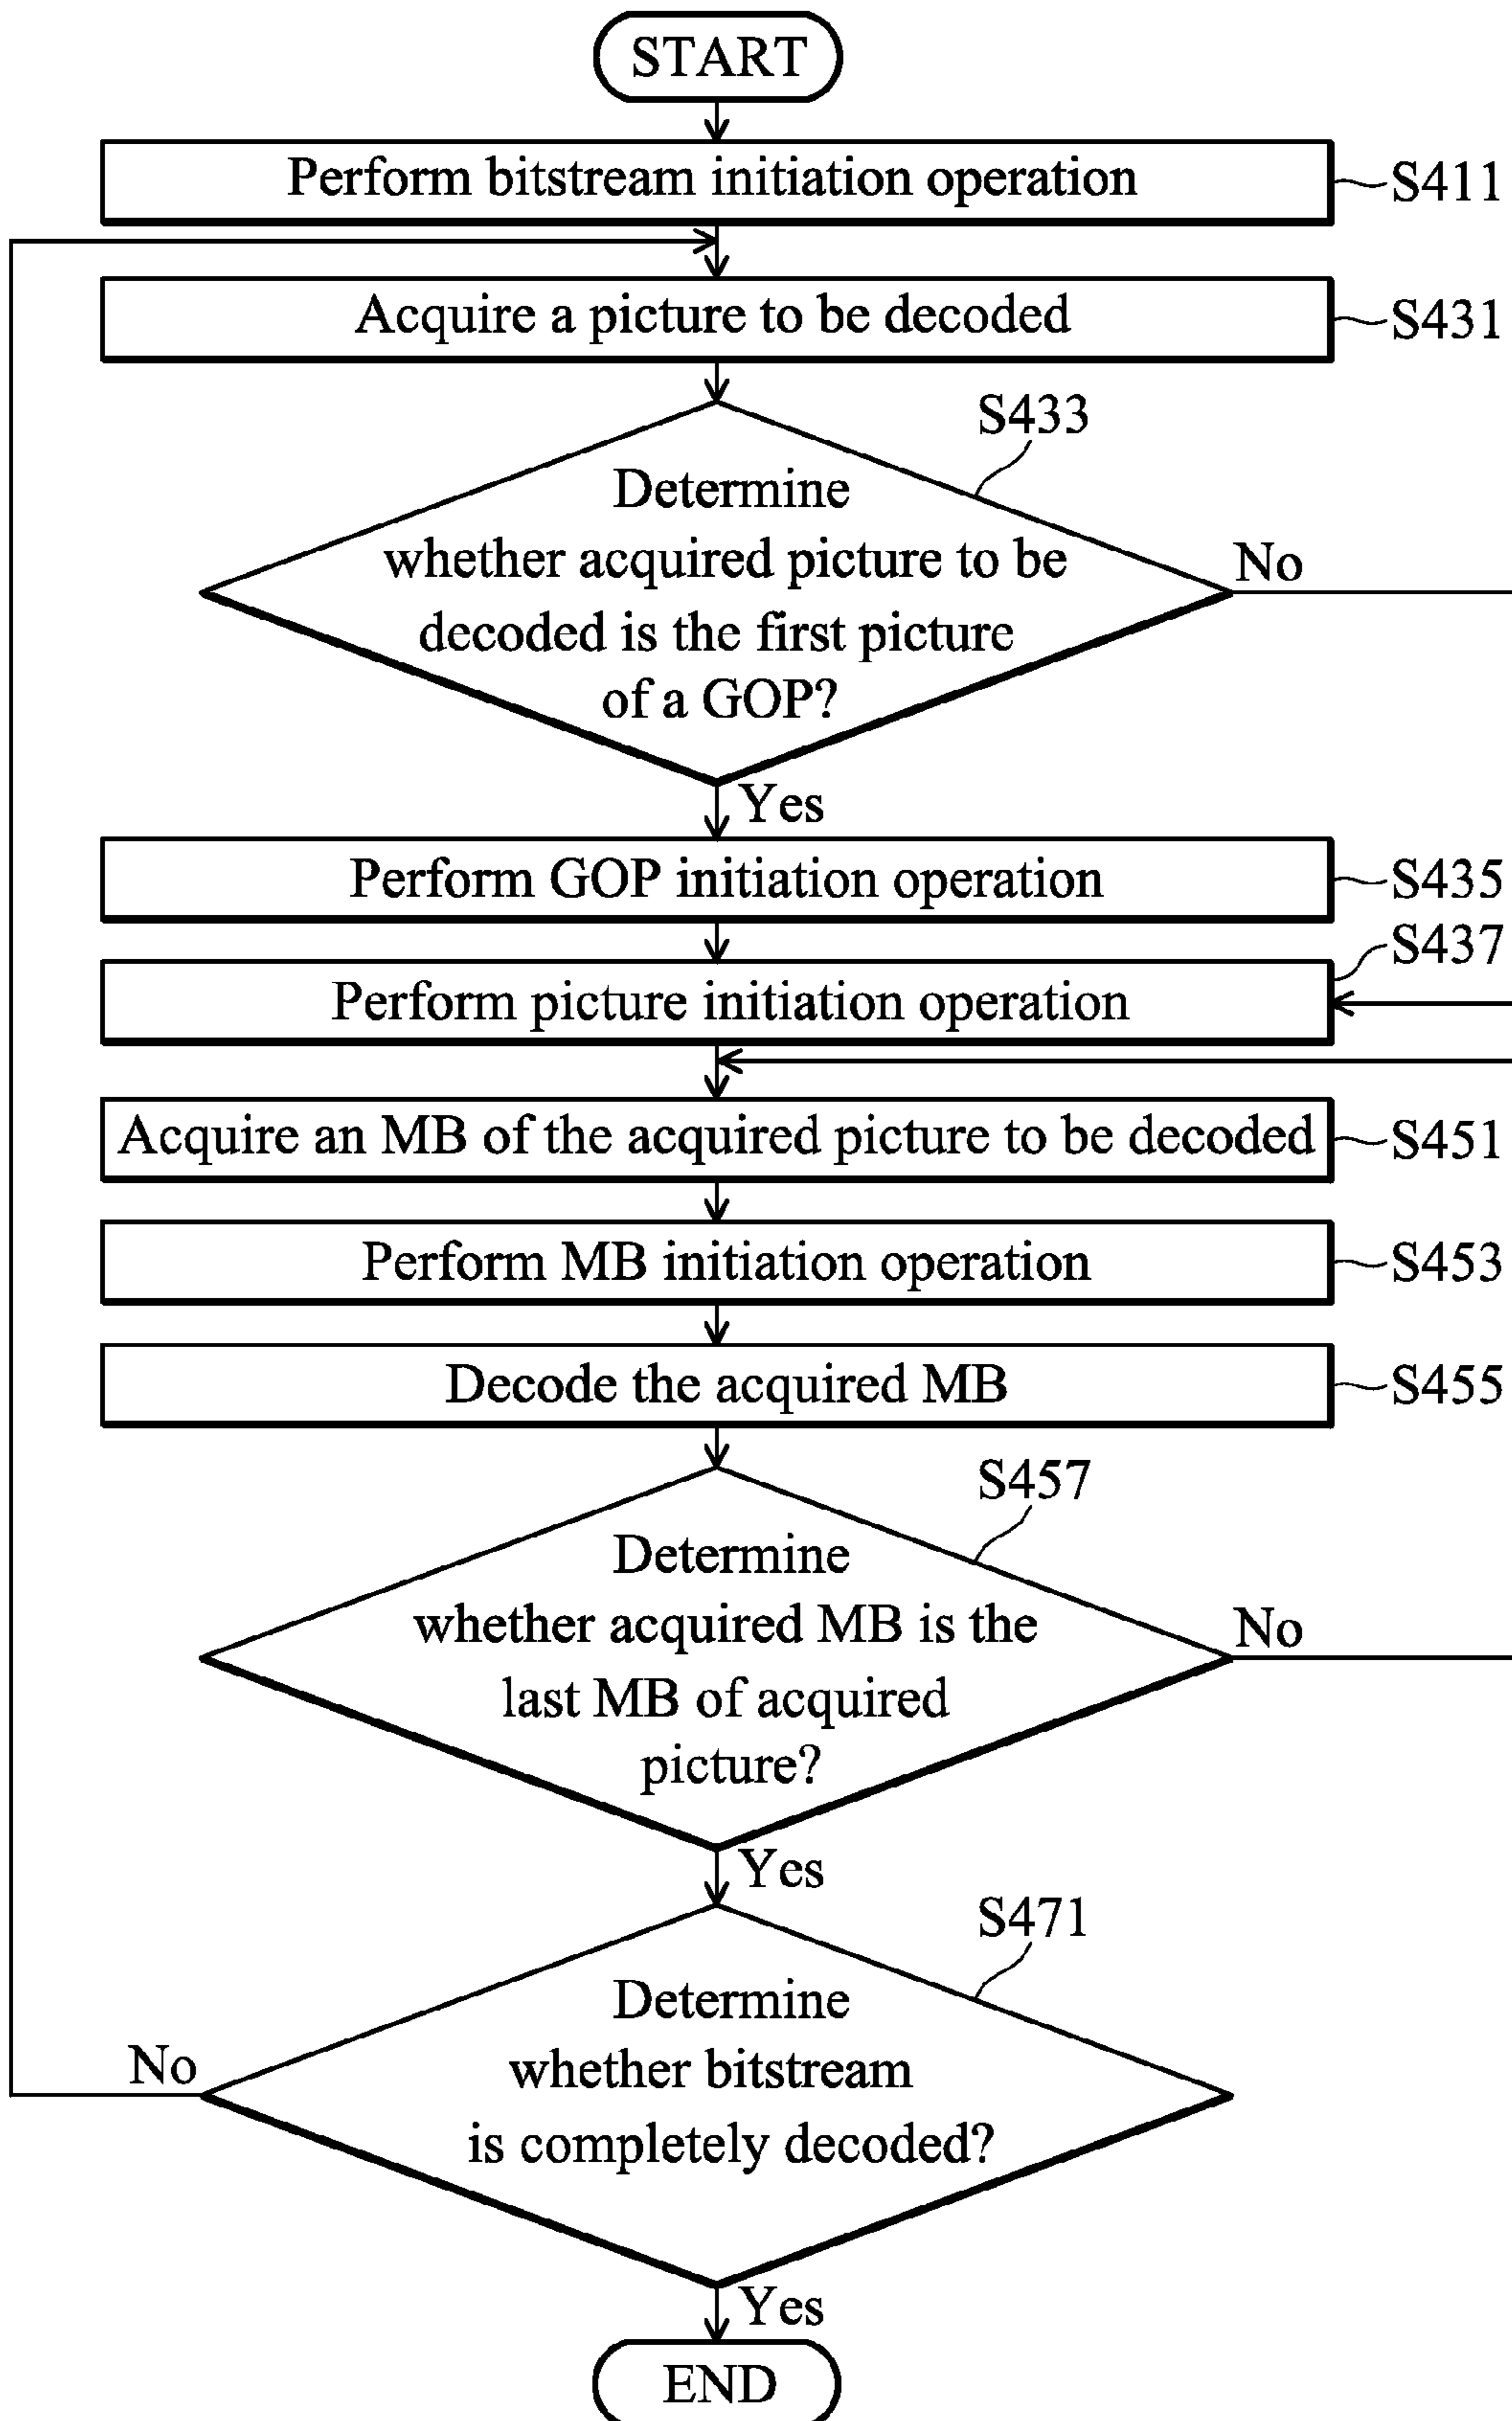 START
Perform bitstream initiation operation
S411
Acquire a picture to be decoded
S431
S433
Determine
whether acquired picture to be
decoded is the first picture
of a GOP?
No
Yes
Perform GOP initiation operation
S435
S437
Perform picture initiation operation
Acquire an MB of the acquired picture to be decoded
S451
Perform MB initiation operation
S453
Decode the acquired MB
S455
S457
Determine
whether acquired MB is the
last MB of acquired
picture?
No
Yes
S471
Determine
whether bitstream
is completely decoded?
No
Yes
END